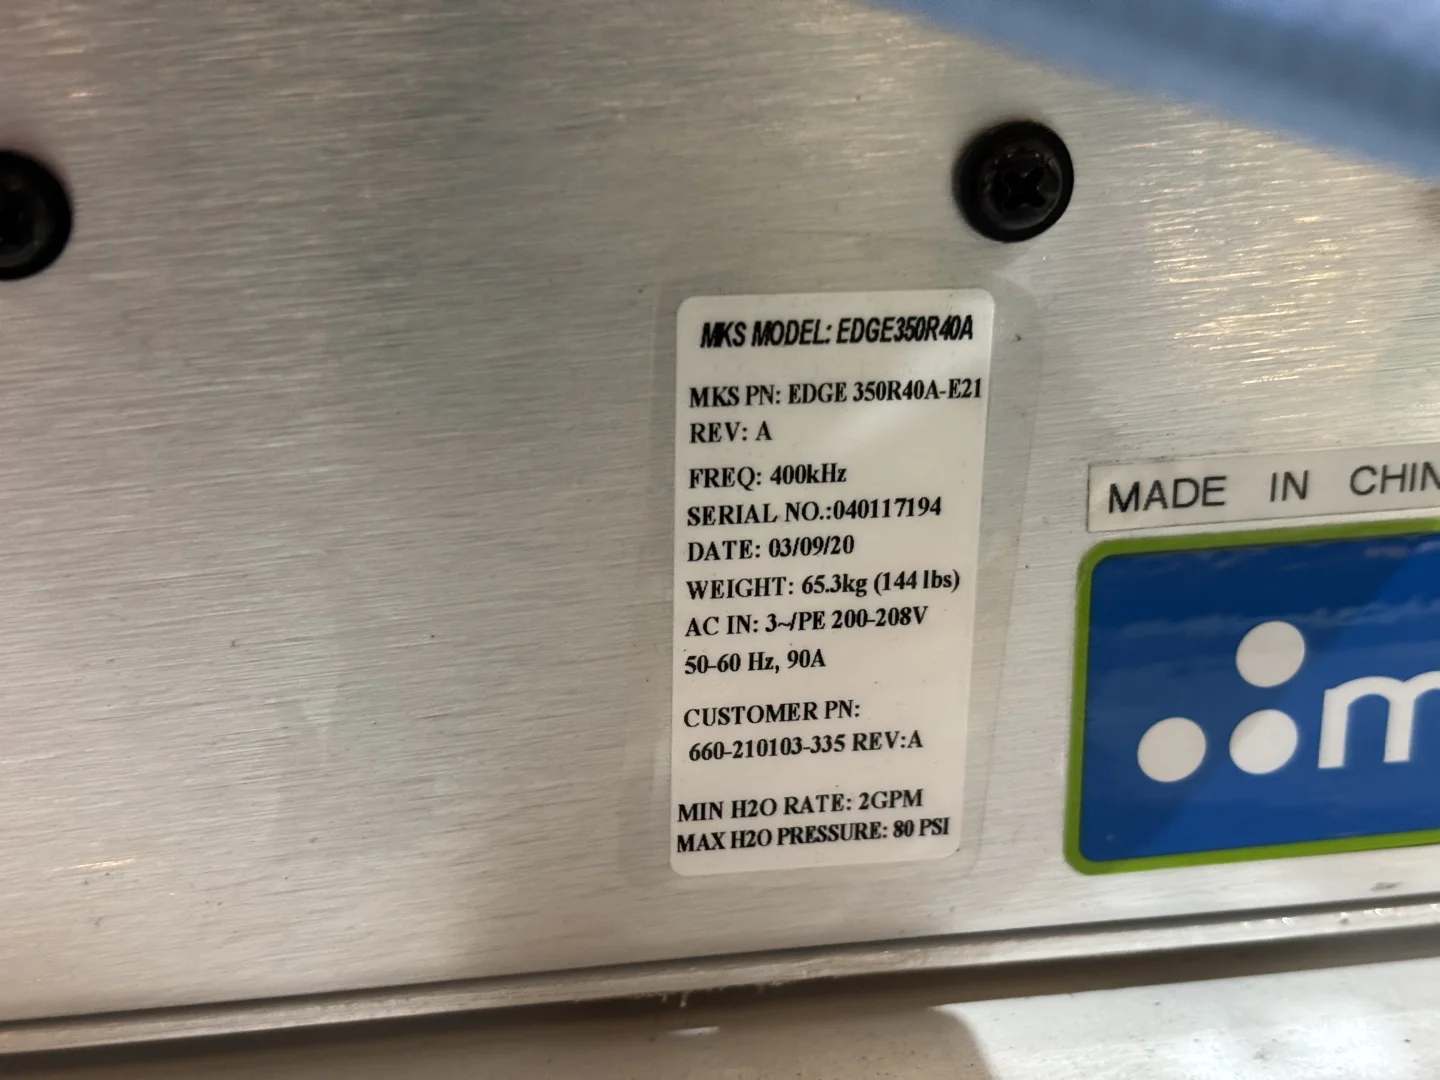 MKS MODEL: EDGE350R40A
MKS PN: EDGE 350R40A-E21
REV: A
FREQ: 400kHz
SERIAL NO.:040117194
DATE: 03/09/20
WEIGHT: 65.3kg (144 lbs)
AC IN: 3~/PE 200-208V
50-60 Hz, 90A
CUSTOMER PN:
660-210103-335 REV:A
MIN H2O RATE: 2GPM
MAX H2O PRESSURE: 80 PSI
MADE IN CHIN
m